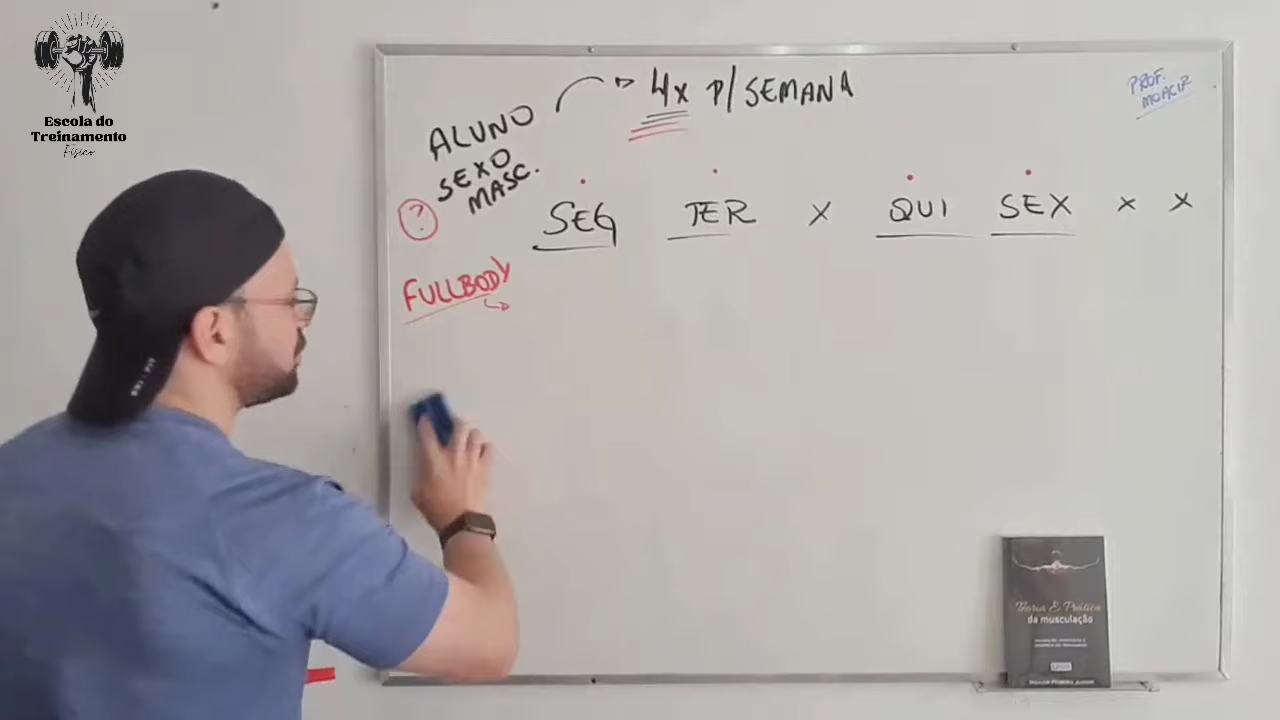 Escola do
Treinamento
Físico
4x P/SEMANA
ALUNO
SEXO
MASC.
PROF.
MOACIR
?
SEG TER X QUI SEX X X
FULLBODY
Teoria E Prática
da musculação